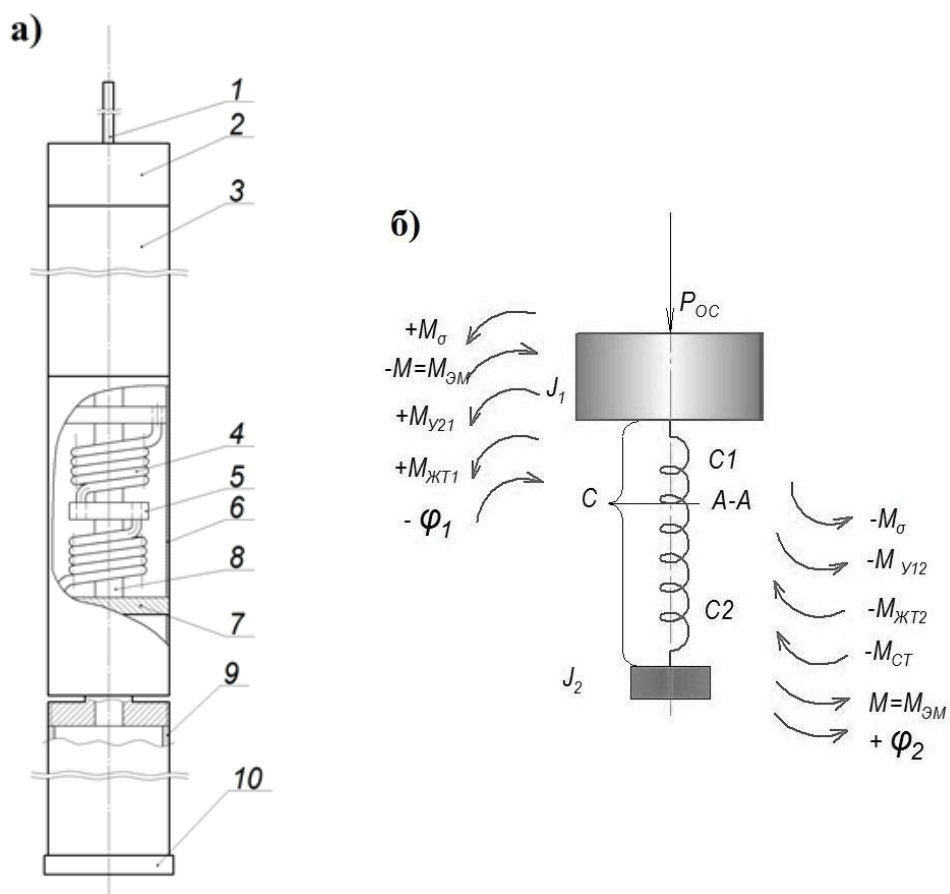 а)
1
2
3
4
5
6
8
7
9
10
б)
P_ОС
+M_σ
-M=M_ЭМ
J_1
+M_У21
+M_ЖТ1
- φ_1
C
C1
A-A
C2
J_2
-M_σ
-M_У12
-M_ЖТ2
-M_СТ
M=M_ЭМ
+ φ_2